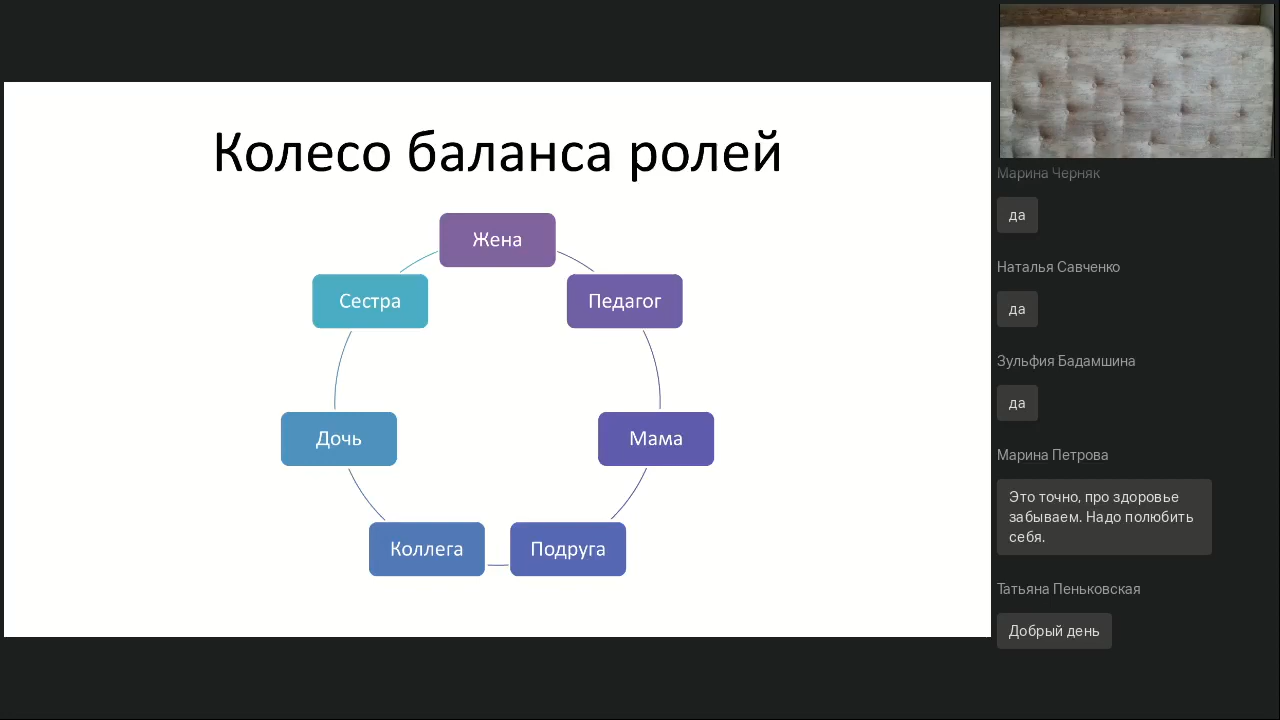 Колесо баланса ролей
Жена
Педагог
Мама
Подруга
Коллега
Дочь
Сестра
Марина Черняк
да
Наталья Савченко
да
Зульфия Бадамшина
да
Марина Петрова
Это точно, про здоровье
забываем. Надо полюбить
себя.
Татьяна Пеньковская
Добрый день